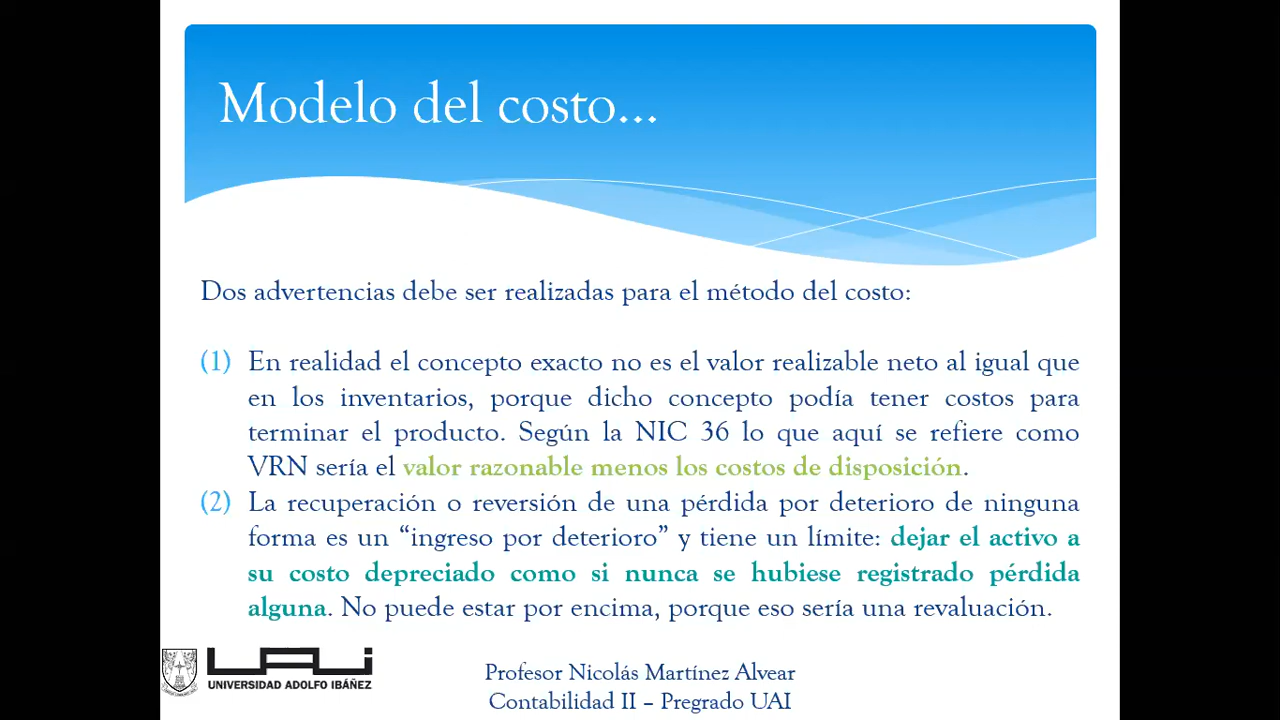 Modelo del costo...
Dos advertencias debe ser realizadas para el método del costo:
(1) En realidad el concepto exacto no es el valor realizable neto al igual que
en los inventarios, porque dicho concepto podía tener costos para
terminar el producto. Según la NIC 36 lo que aquí se refiere como
VRN sería el valor razonable menos los costos de disposición.
(2) La recuperación o reversión de una pérdida por deterioro de ninguna
forma es un “ingreso por deterioro” y tiene un límite: dejar el activo a
su costo depreciado como si nunca se hubiese registrado pérdida
alguna. No puede estar por encima, porque eso sería una revaluación.
UAI
UNIVERSIDAD ADOLFO IBÁÑEZ
Profesor Nicolás Martínez Alvear
Contabilidad II – Pregrado UAI